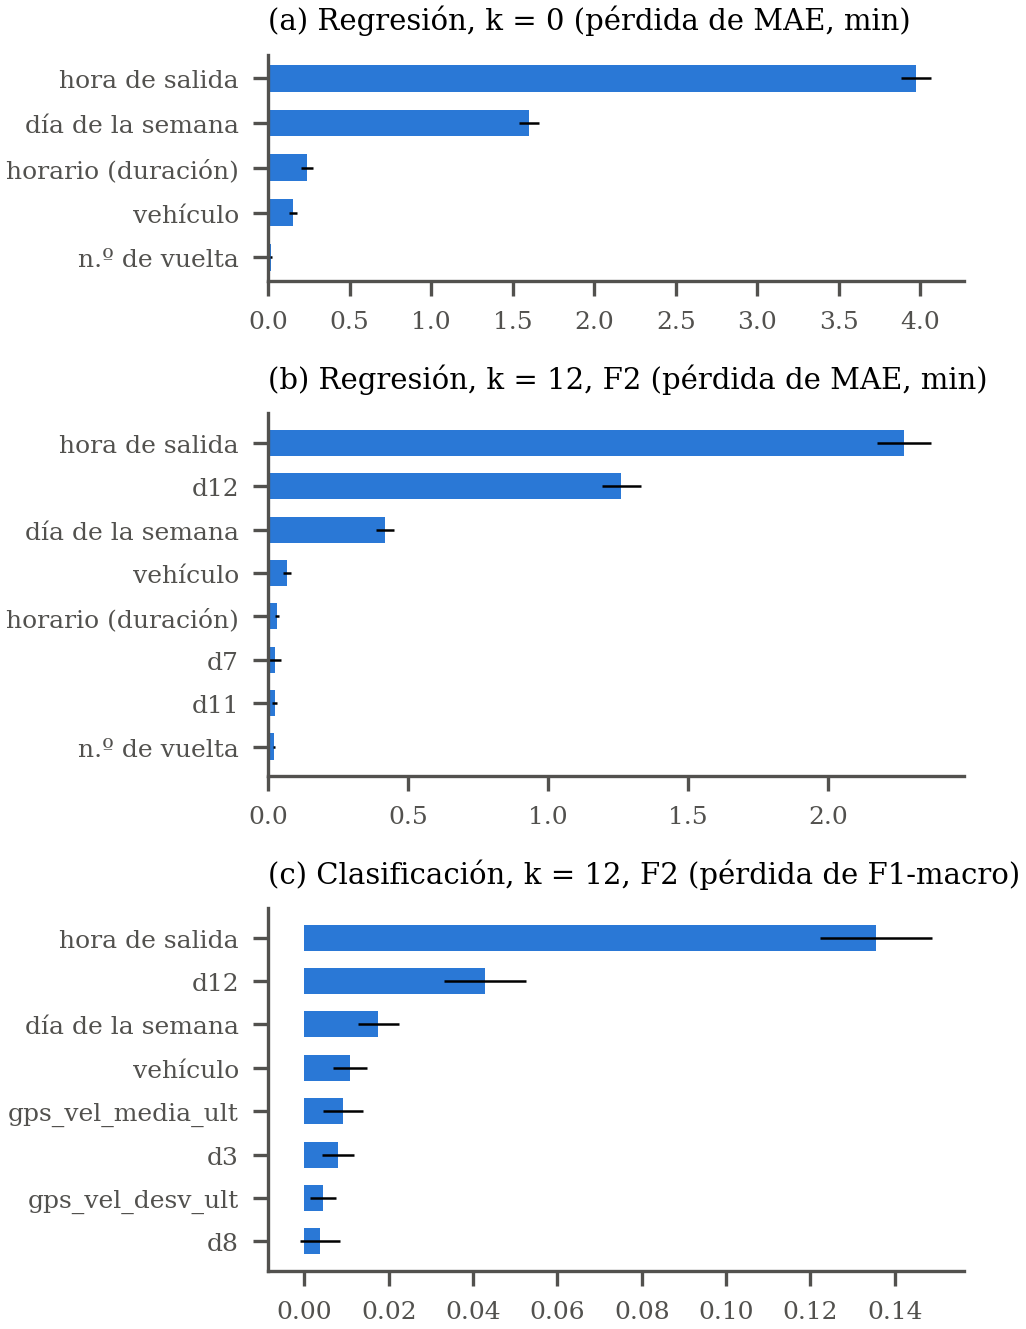 (a) Regresión, k = 0 (pérdida de MAE, min)
hora de salida
día de la semana
horario (duración)
vehículo
n.º de vuelta
0.0 0.5 1.0 1.5 2.0 2.5 3.0 3.5 4.0
(b) Regresión, k = 12, F2 (pérdida de MAE, min)
hora de salida
d12
día de la semana
vehículo
horario (duración)
d7
d11
n.º de vuelta
0.0 0.5 1.0 1.5 2.0
(c) Clasificación, k = 12, F2 (pérdida de F1-macro)
hora de salida
d12
día de la semana
vehículo
gps_vel_media_ult
d3
gps_vel_desv_ult
d8
0.00 0.02 0.04 0.06 0.08 0.10 0.12 0.14